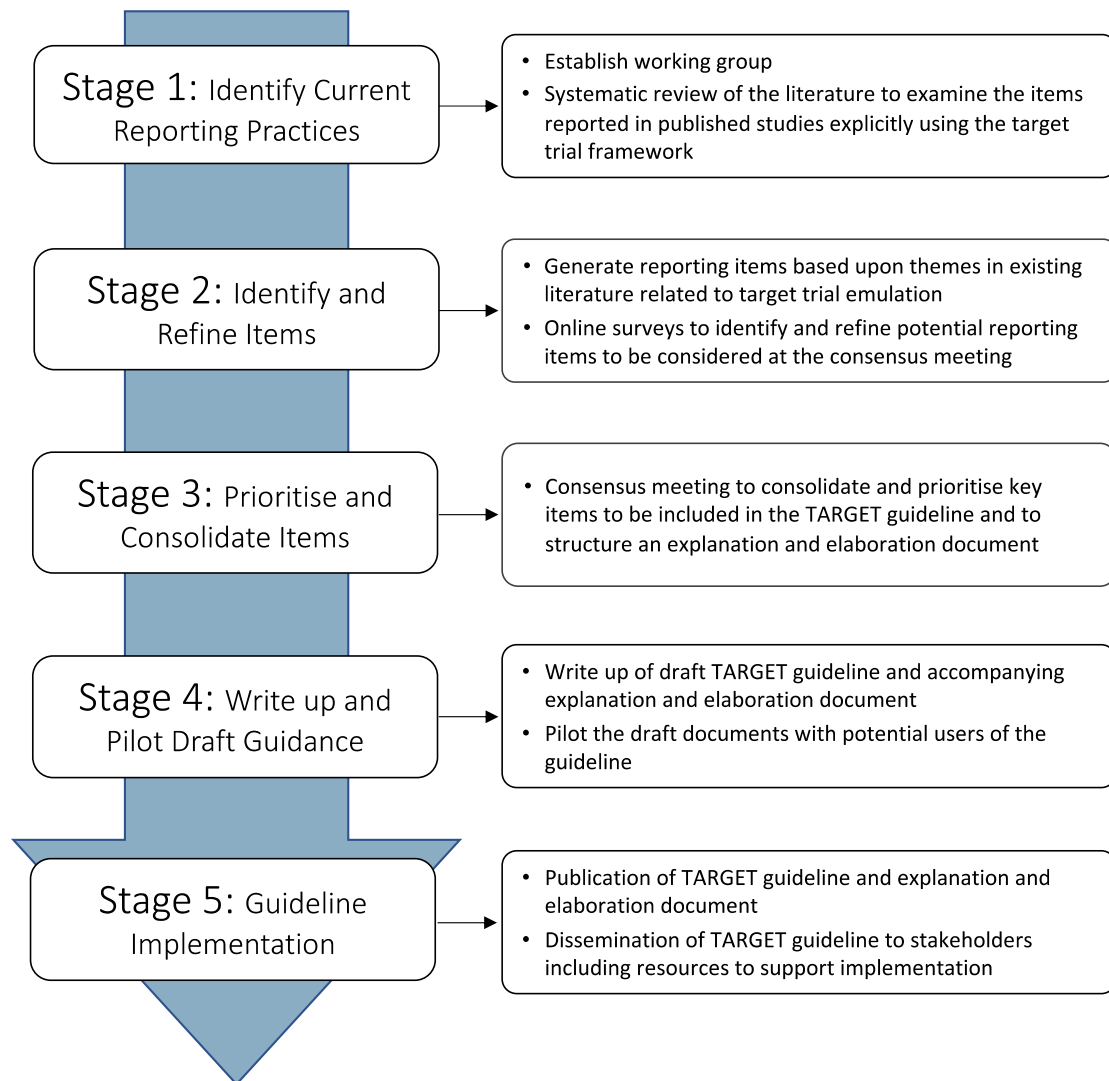 Stage 1: Identify Current
Reporting Practices
• Establish working group
• Systematic review of the literature to examine the items
reported in published studies explicitly using the target
trial framework
Stage 2: Identify and
Refine Items
• Generate reporting items based upon themes in existing
literature related to target trial emulation
• Online surveys to identify and refine potential reporting
items to be considered at the consensus meeting
Stage 3: Prioritise and
Consolidate Items
• Consensus meeting to consolidate and prioritise key
items to be included in the TARGET guideline and to
structure an explanation and elaboration document
Stage 4: Write up and
Pilot Draft Guidance
• Write up of draft TARGET guideline and accompanying
explanation and elaboration document
• Pilot the draft documents with potential users of the
guideline
Stage 5: Guideline
Implementation
• Publication of TARGET guideline and explanation and
elaboration document
• Dissemination of TARGET guideline to stakeholders
including resources to support implementation